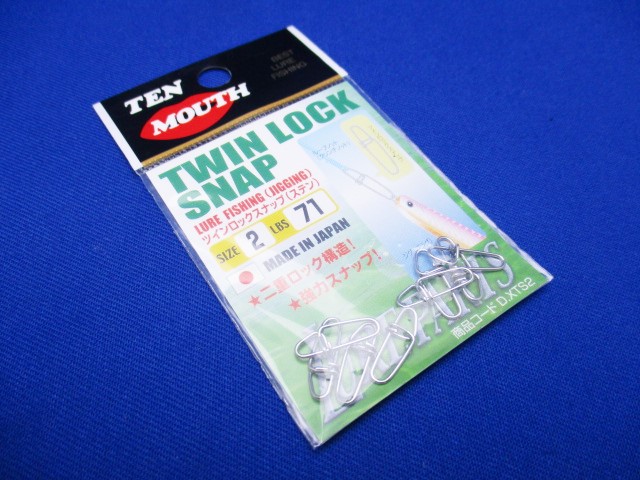 TEN
MOUTH
BEST
LURE
FISHING
TWIN LOCK
SNAP
LURE FISHING (JIGGING)
ツインロックスナップ(ステン)
SIZE 2 LBS 71
MADE IN JAPAN
★二重ロック構造!
★強力スナップ!
商品コード D.XTS2